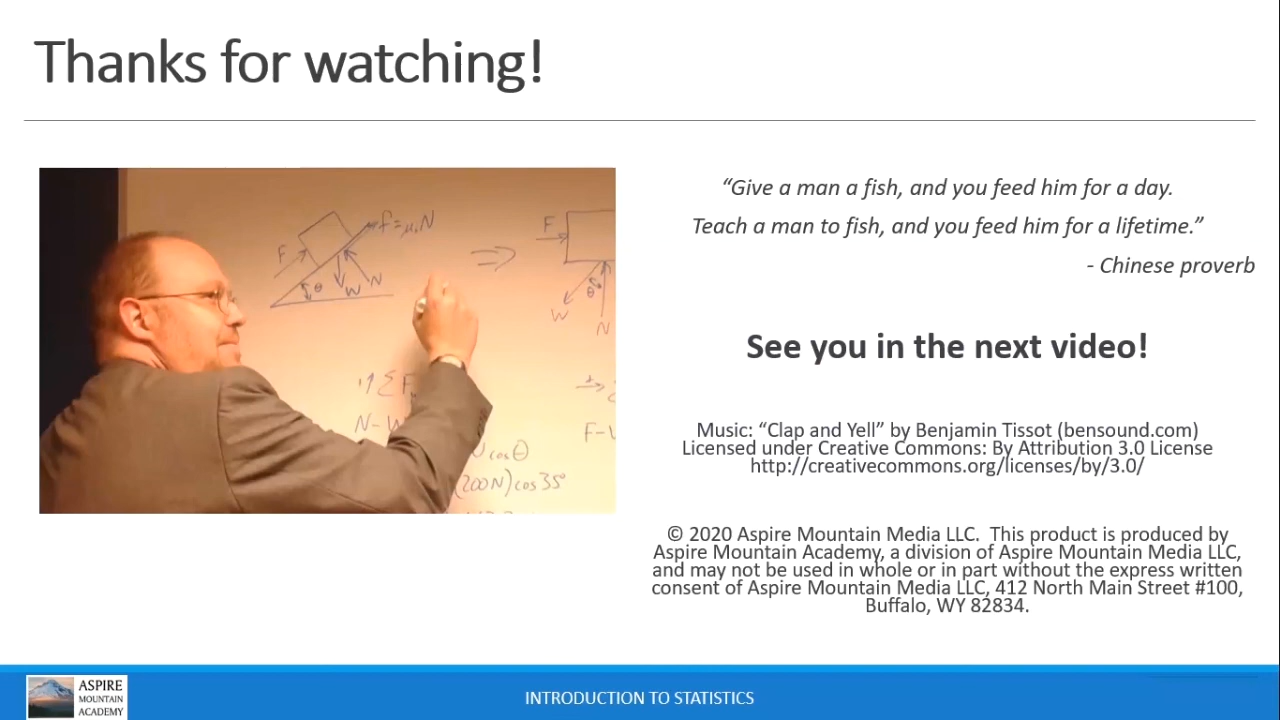 Thanks for watching!
f=μₛN
F
θ
W
N
⇒
F
W
θ
N
ΣF
N-W
F-W
cosθ
(200N)cos35°
“Give a man a fish, and you feed him for a day.
Teach a man to fish, and you feed him for a lifetime.”
- Chinese proverb
See you in the next video!
Music: “Clap and Yell” by Benjamin Tissot (bensound.com)
Licensed under Creative Commons: By Attribution 3.0 License
http://creativecommons.org/licenses/by/3.0/
© 2020 Aspire Mountain Media LLC.  This product is produced by
Aspire Mountain Academy, a division of Aspire Mountain Media LLC,
and may not be used in whole or in part without the express written
consent of Aspire Mountain Media LLC, 412 North Main Street #100,
Buffalo, WY 82834.
ASPIRE
MOUNTAIN
ACADEMY
INTRODUCTION TO STATISTICS